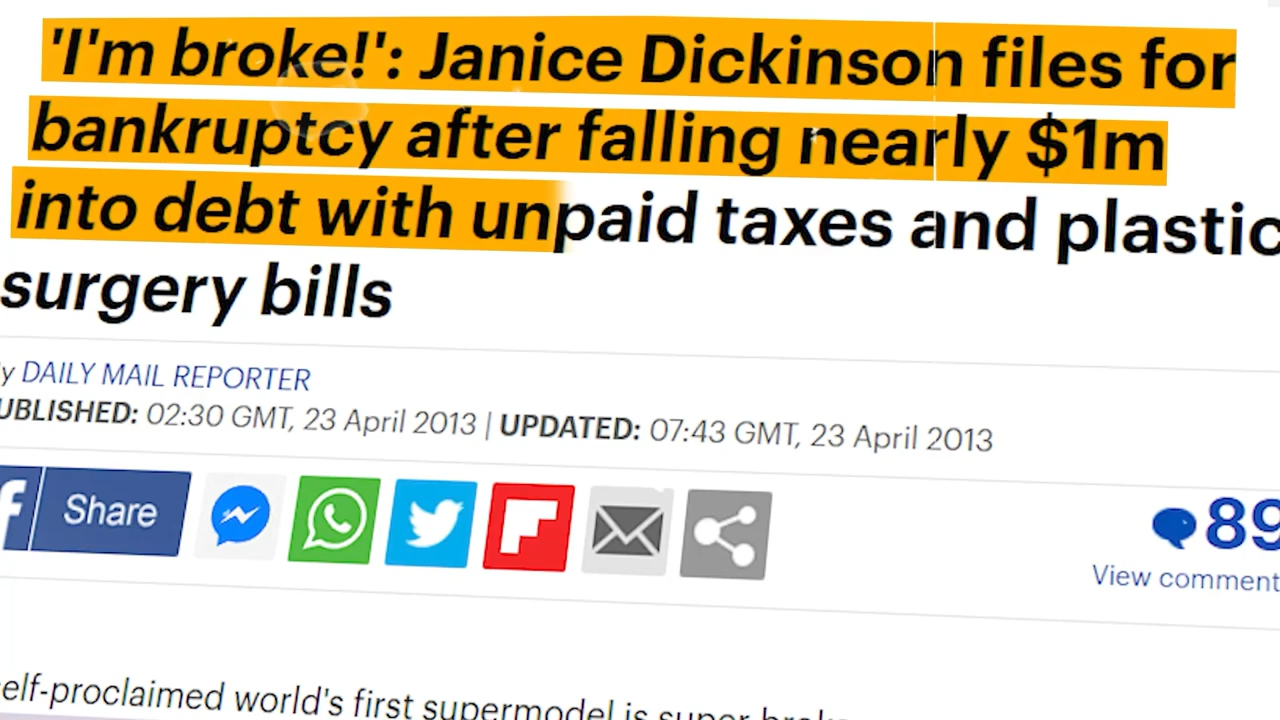 'I'm broke!': Janice Dickinson files for
bankruptcy after falling nearly $1m
into debt with unpaid taxes and plastic
surgery bills
DAILY MAIL REPORTER
UBLISHED: 02:30 GMT, 23 April 2013 | UPDATED: 07:43 GMT, 23 April 2013
f Share
89
View comment
elf-proclaimed world's first supermodel is super